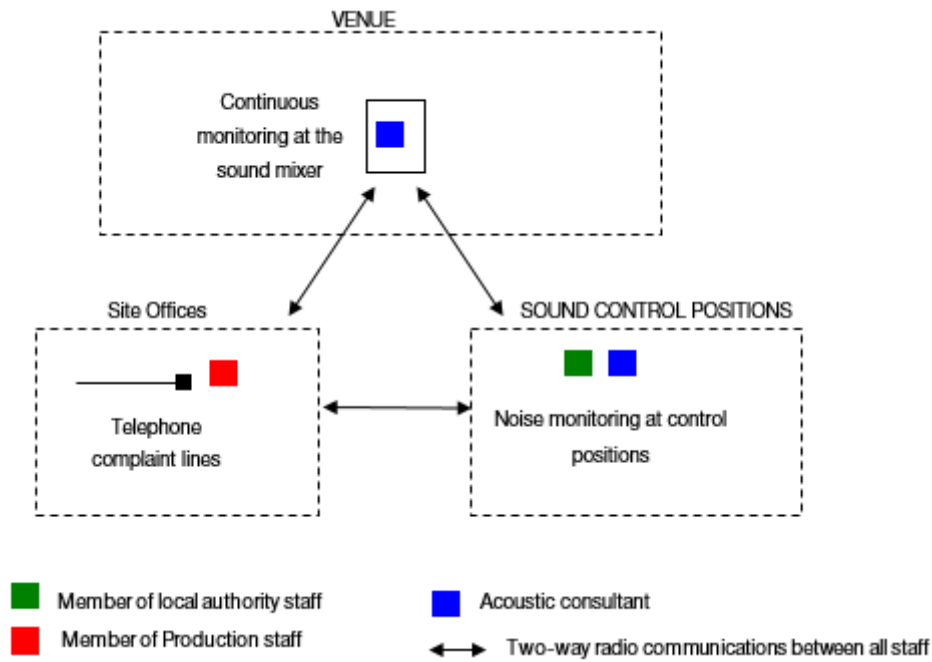 VENUE
Continuous
monitoring at the
sound mixer
Site Offices
SOUND CONTROL POSITIONS
Telephone
complaint lines
Noise monitoring at control
positions
Member of local authority staff
Acoustic consultant
Member of Production staff
Two-way radio communications between all staff